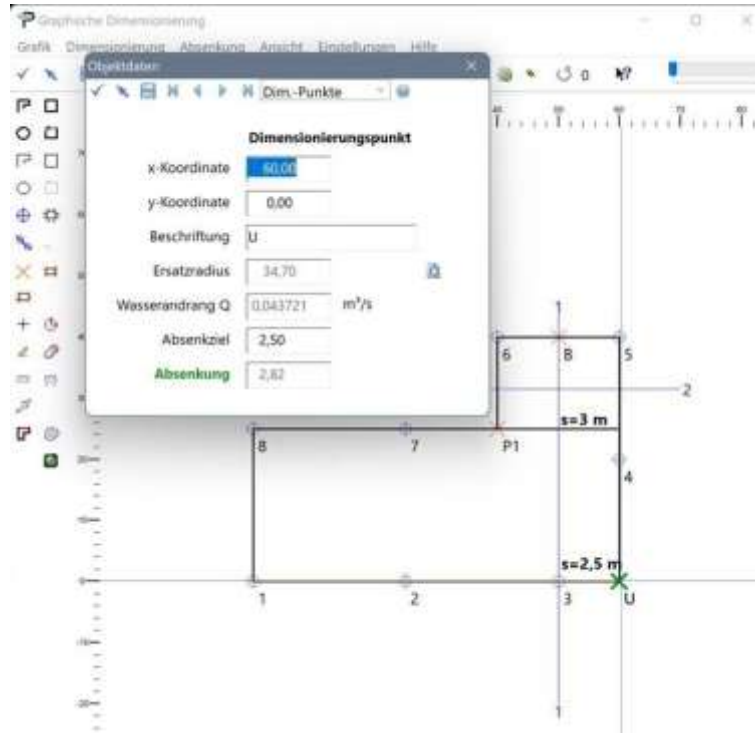 Graphische Dimensionierung
Grafik Dimensionierung Absenkung Ansicht Einstellungen Hilfe
Objektdaten
Dim.-Punkte
0
Dimensionierungspunkt
x-Koordinate 60,00
y-Koordinate 0,00
Beschriftung U
Ersatzradius 34,70
Wasserandrang Q 0,043721 m³/s
Absenkziel 2,50
Absenkung 2,82
1
6 B 5
2
s=3 m
8 7 P1
4
s=2,5 m
1 2 3 U
1